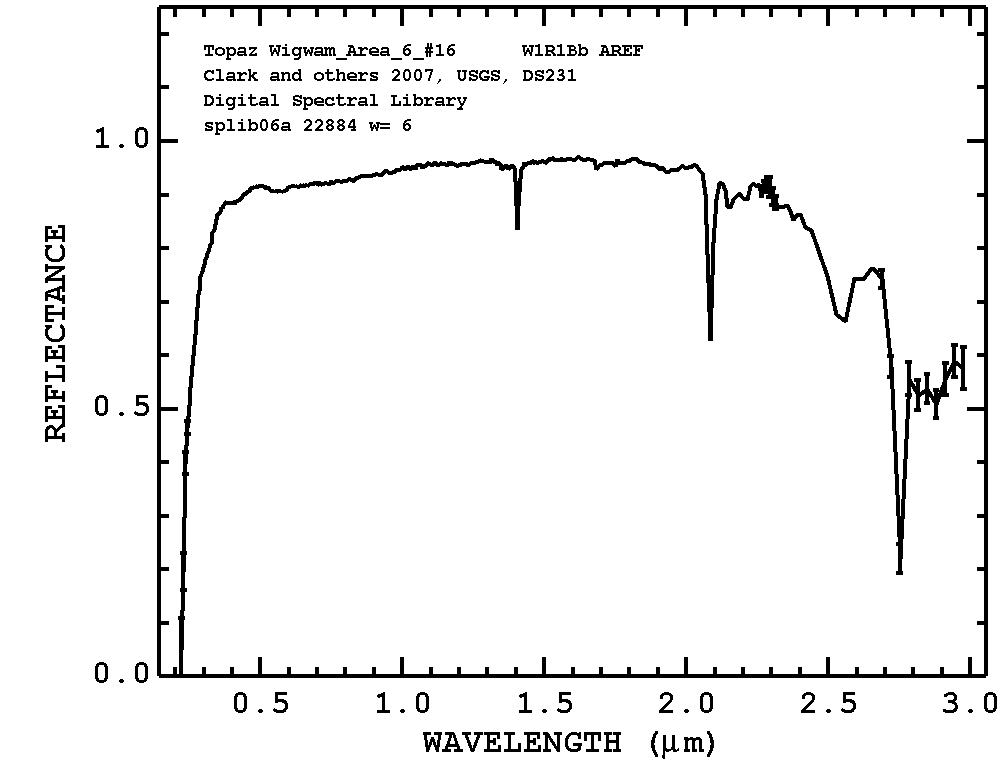 Topaz Wigwam_Area_6_#16 W1R1Bb AREF
Clark and others 2007, USGS, DS231
Digital Spectral Library
splib06a 22884 w= 6
1.0
0.5
0.0
REFLECTANCE
0.5 1.0 1.5 2.0 2.5 3.0
WAVELENGTH (μm)